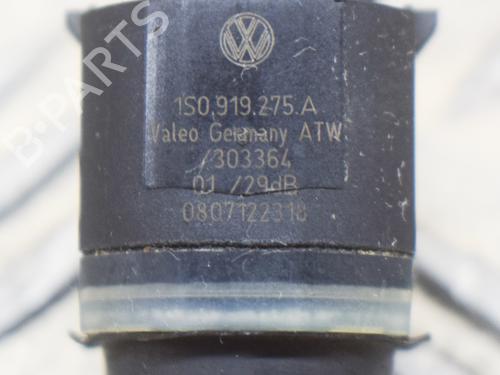 B-PARTS
1S0.919.275.A
Valeo Germany ATW
/303364
01 /29dB
0807122318